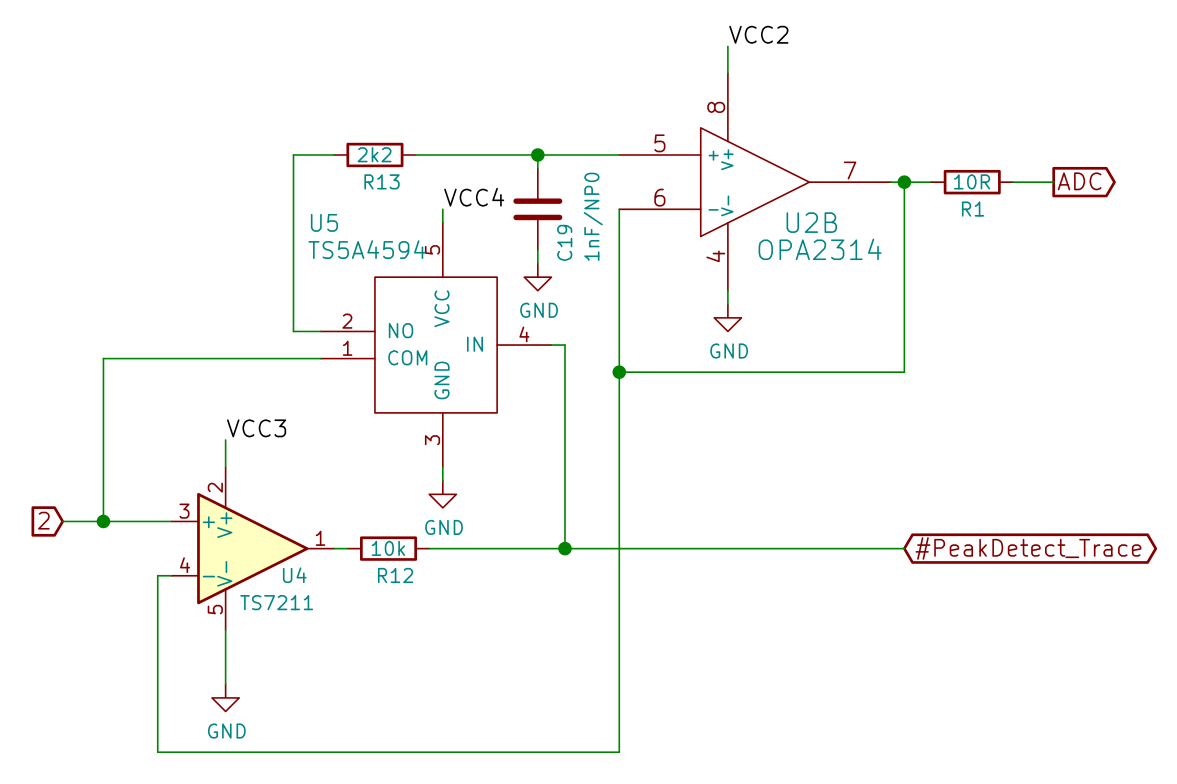 VCC2
8
2k2
R13
5
+
V+
7
10R
R1
ADC
6
−
V-
4
U2B
OPA2314
GND
VCC4
C19
1nF/NP0
GND
U5
TS5A4594
5
VCC
2
NO
1
COM
IN
4
GND
3
GND
VCC3
2
2
3
+
V+
1
10k
R12
#PeakDetect_Trace
4
−
V-
U4
TS7211
5
GND